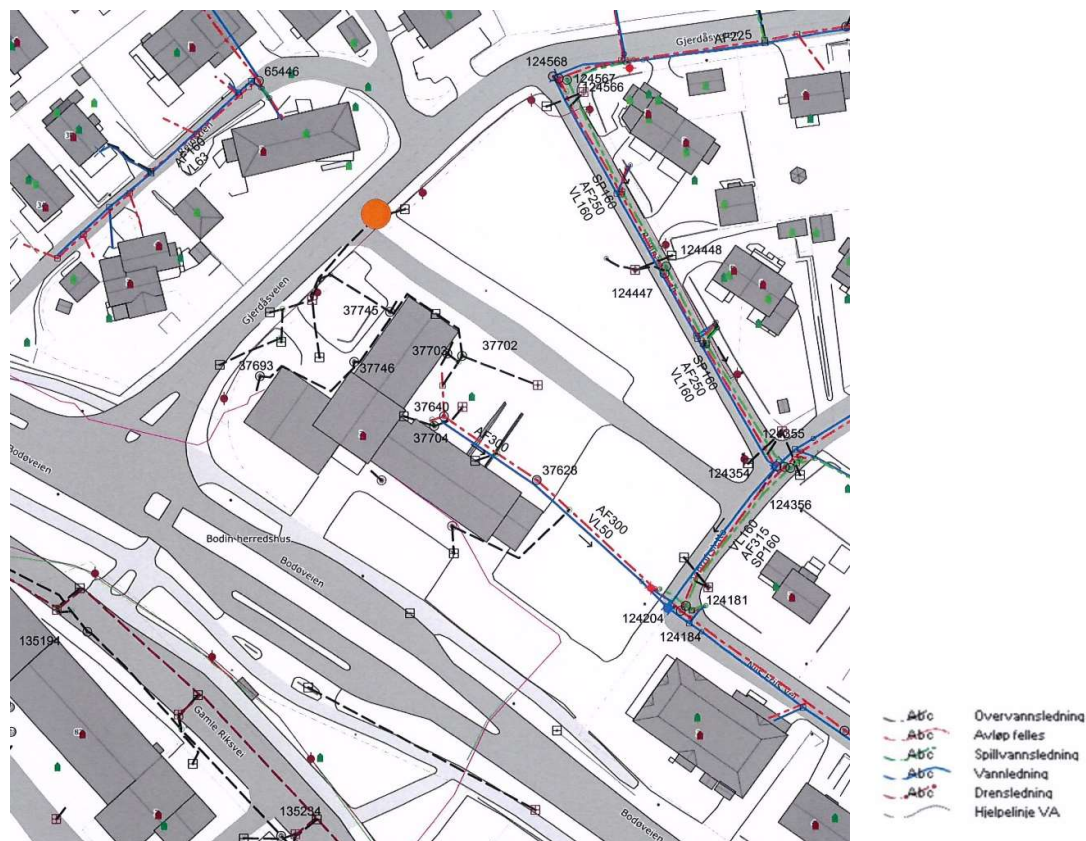 Gjerdåsveien
AF225
124568
124567
124566
65446
AF160
VL63
SP160
AF250
VL160
124448
124447
Gjerdåsveien
37745
37703
37702
37746
37693
37640
37704
AF300
37628
SP160
AF250
VL160
124355
124354
124356
AF300
VL50
VL160
AF315
SP160
Bodøveien
Bodin herredshus.
Bodøveien
124181
124204
124184
135194
Gamle Riksvei
135234
Bodøveien
Abc Overvannsledning
Abc Avløp felles
Abc Spillvannsledning
Abc Vannledning
Abc Drensledning
Hjelpelinje VA